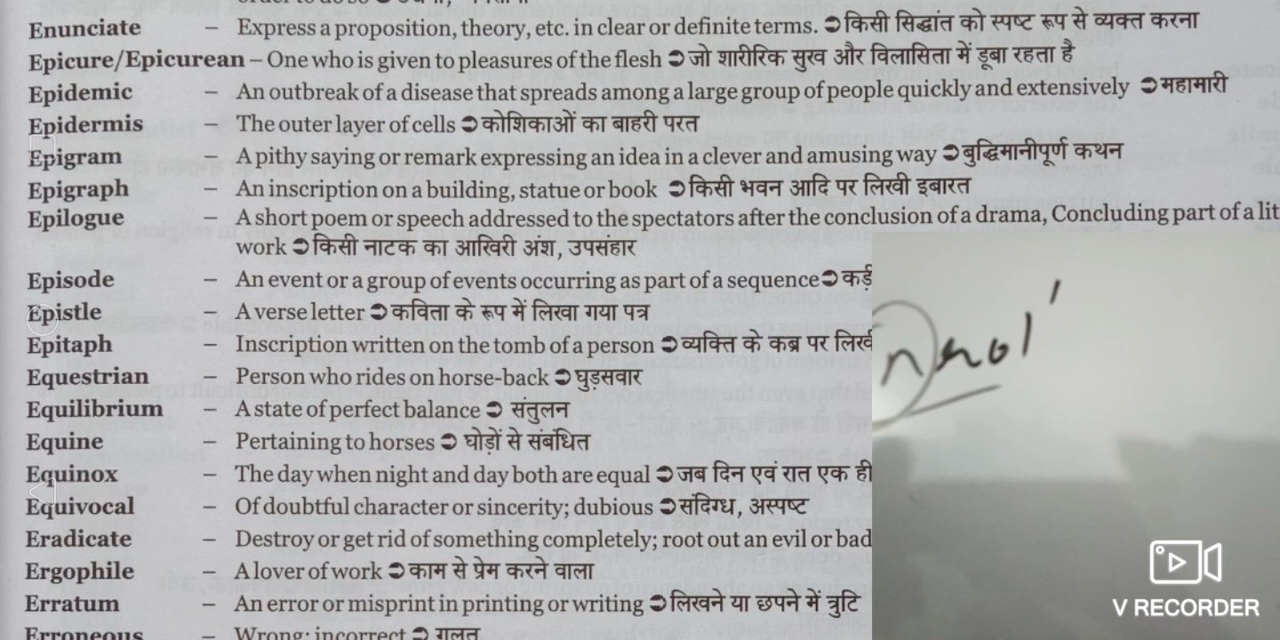 Enunciate – Express a proposition, theory, etc. in clear or definite terms. ➲ किसी सिद्धांत को स्पष्ट रूप से व्यक्त करना
Epicure/Epicurean – One who is given to pleasures of the flesh ➲ जो शारीरिक सुख और विलासिता में डूबा रहता है
Epidemic – An outbreak of a disease that spreads among a large group of people quickly and extensively ➲ महामारी
Epidermis – The outer layer of cells ➲ कोशिकाओं का बाहरी परत
Epigram – A pithy saying or remark expressing an idea in a clever and amusing way ➲ बुद्धिमानीपूर्ण कथन
Epigraph – An inscription on a building, statue or book ➲ किसी भवन आदि पर लिखी इबारत
Epilogue – A short poem or speech addressed to the spectators after the conclusion of a drama, Concluding part of a lit
work ➲ किसी नाटक का आखिरी अंश, उपसंहार
Episode – An event or a group of events occurring as part of a sequence ➲ कड़ी
Epistle – A verse letter ➲ कविता के रूप में लिखा गया पत्र
Epitaph – Inscription written on the tomb of a person ➲ व्यक्ति के कब्र पर
Equestrian – Person who rides on horse-back ➲ घुड़सवार
Equilibrium – A state of perfect balance ➲ संतुलन
Equine – Pertaining to horses ➲ घोड़ों से संबंधित
Equinox – The day when night and day both are equal ➲ जब दिन एवं रात एक ही
Equivocal – Of doubtful character or sincerity; dubious ➲ संदिग्ध, अस्पष्ट
Eradicate – Destroy or get rid of something completely; root out an evil or bad
Ergophile – A lover of work ➲ काम से प्रेम करने वाला
Erratum – An error or misprint in printing or writing ➲ लिखने या छपने में त्रुटि
Erroneous – Wrong; incorrect ➲ गलत
V RECORDER